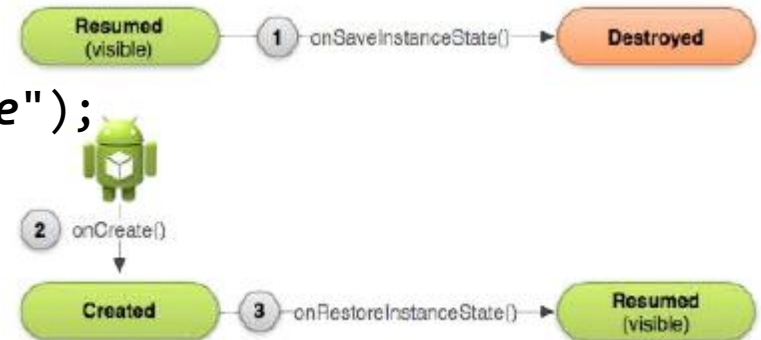 Resumed
(visible)
1 onSaveInstanceState()
Destroyed
e");
2 onCreate()
Created
3 onRestoreInstanceState()
Resumed
(visible)